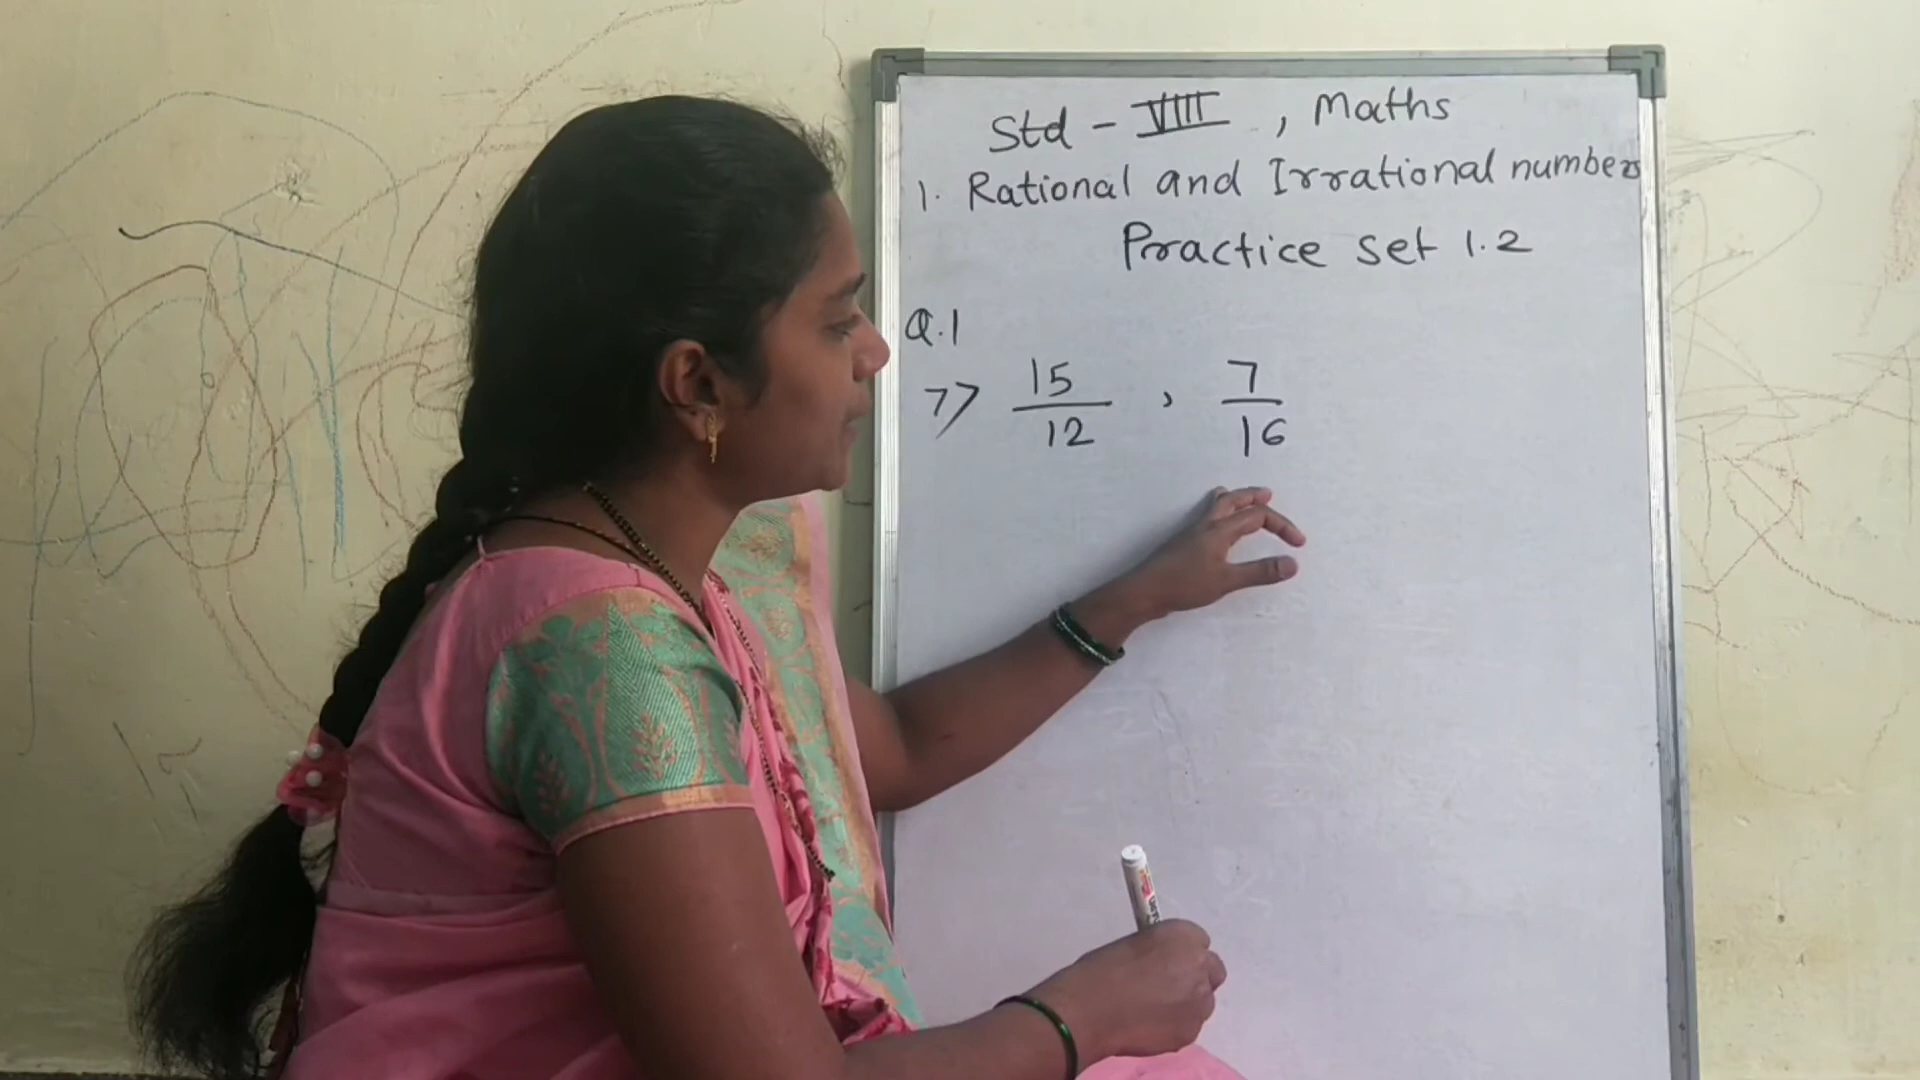 Std - VIII, Maths
1. Rational and Irrational numbers
Practice set 1.2
Q.1
7) 15/12 , 7/16